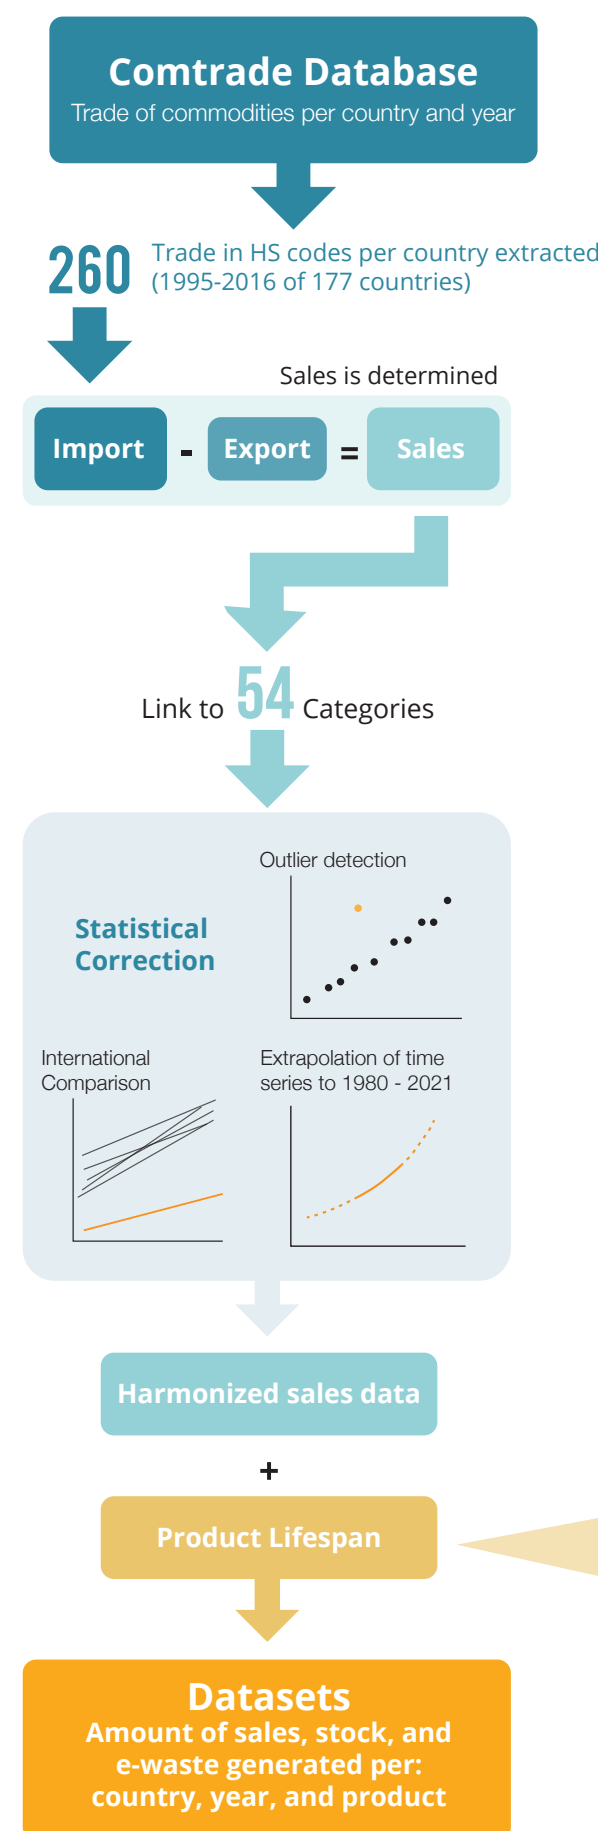 Comtrade Database
Trade of commodities per country and year
260
Trade in HS codes per country extracted
(1995-2016 of 177 countries)
Sales is determined
Import - Export = Sales
Link to 54 Categories
Outlier detection
Statistical
Correction
International
Comparison
Extrapolation of time
series to 1980 - 2021
Harmonized sales data
+
Product Lifespan
Datasets
Amount of sales, stock, and
e-waste generated per:
country, year, and product